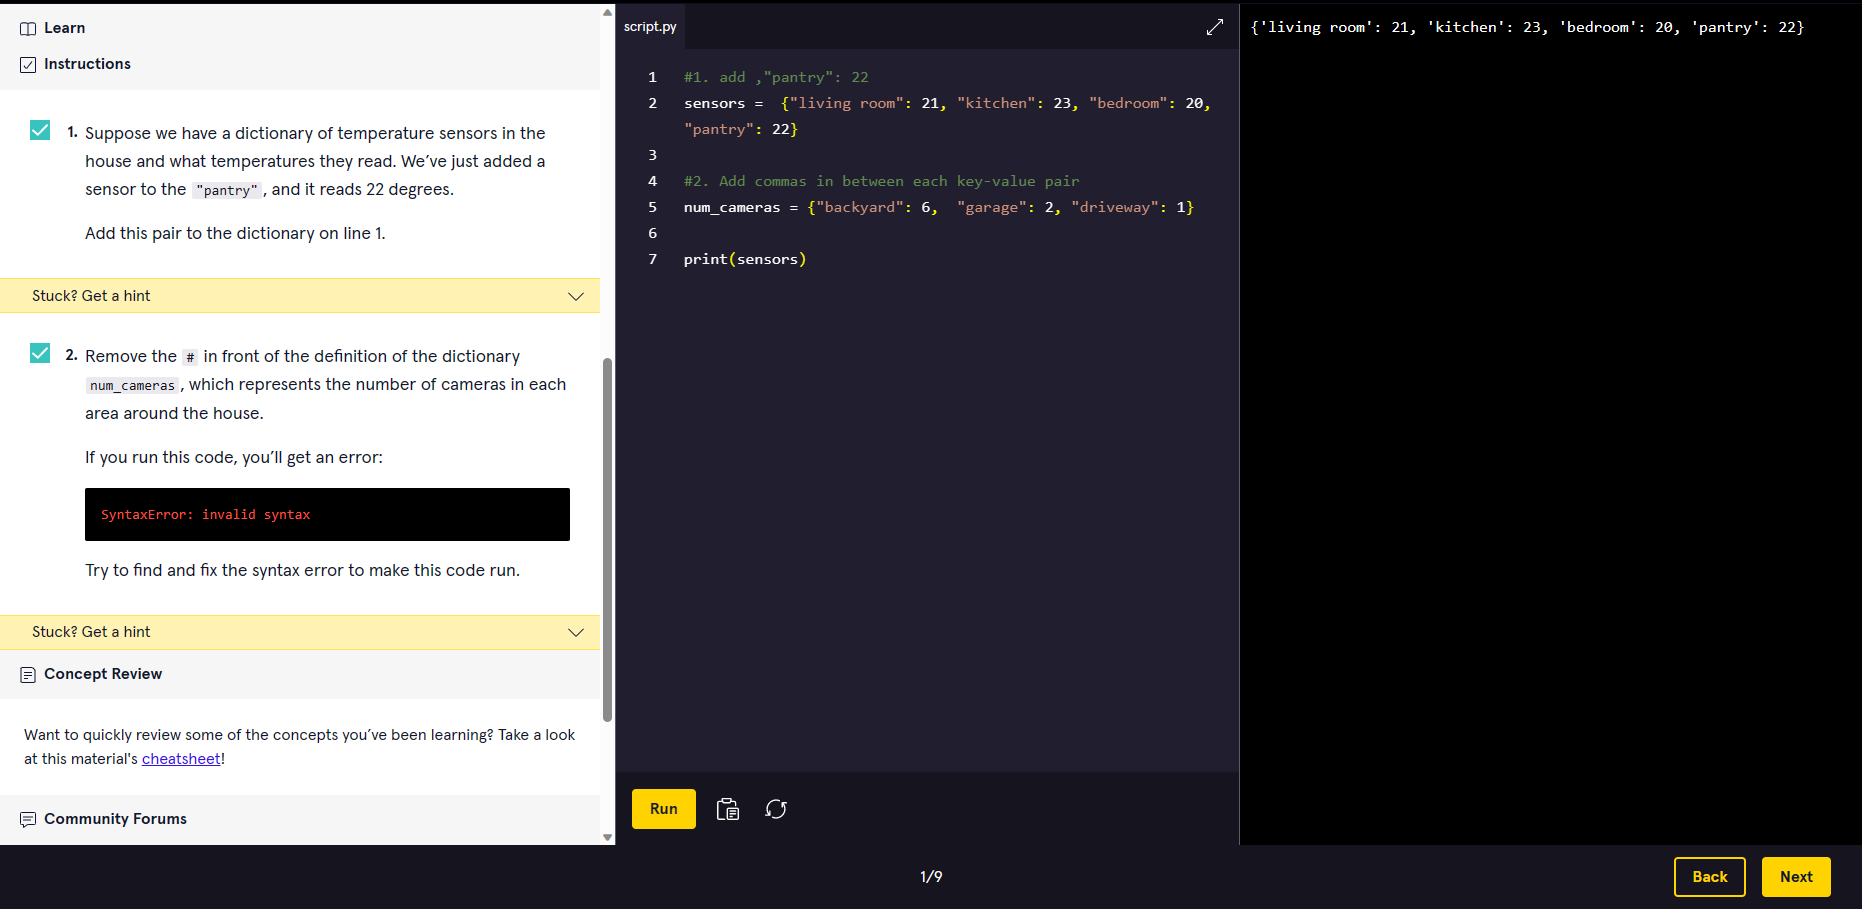 Learn
Instructions
1. Suppose we have a dictionary of temperature sensors in the
house and what temperatures they read. We’ve just added a
sensor to the "pantry", and it reads 22 degrees.
Add this pair to the dictionary on line 1.
Stuck? Get a hint
2. Remove the # in front of the definition of the dictionary
num_cameras, which represents the number of cameras in each
area around the house.
If you run this code, you’ll get an error:
SyntaxError: invalid syntax
Try to find and fix the syntax error to make this code run.
Stuck? Get a hint
Concept Review
Want to quickly review some of the concepts you’ve been learning? Take a look
at this material's cheatsheet!
Community Forums
script.py
1 #1. add ,"pantry": 22
2 sensors =  {"living room": 21, "kitchen": 23, "bedroom": 20,
"pantry": 22}
3
4 #2. Add commas in between each key-value pair
5 num_cameras = {"backyard": 6,  "garage": 2, "driveway": 1}
6
7 print(sensors)
Run
{'living room': 21, 'kitchen': 23, 'bedroom': 20, 'pantry': 22}
1/9
Back
Next